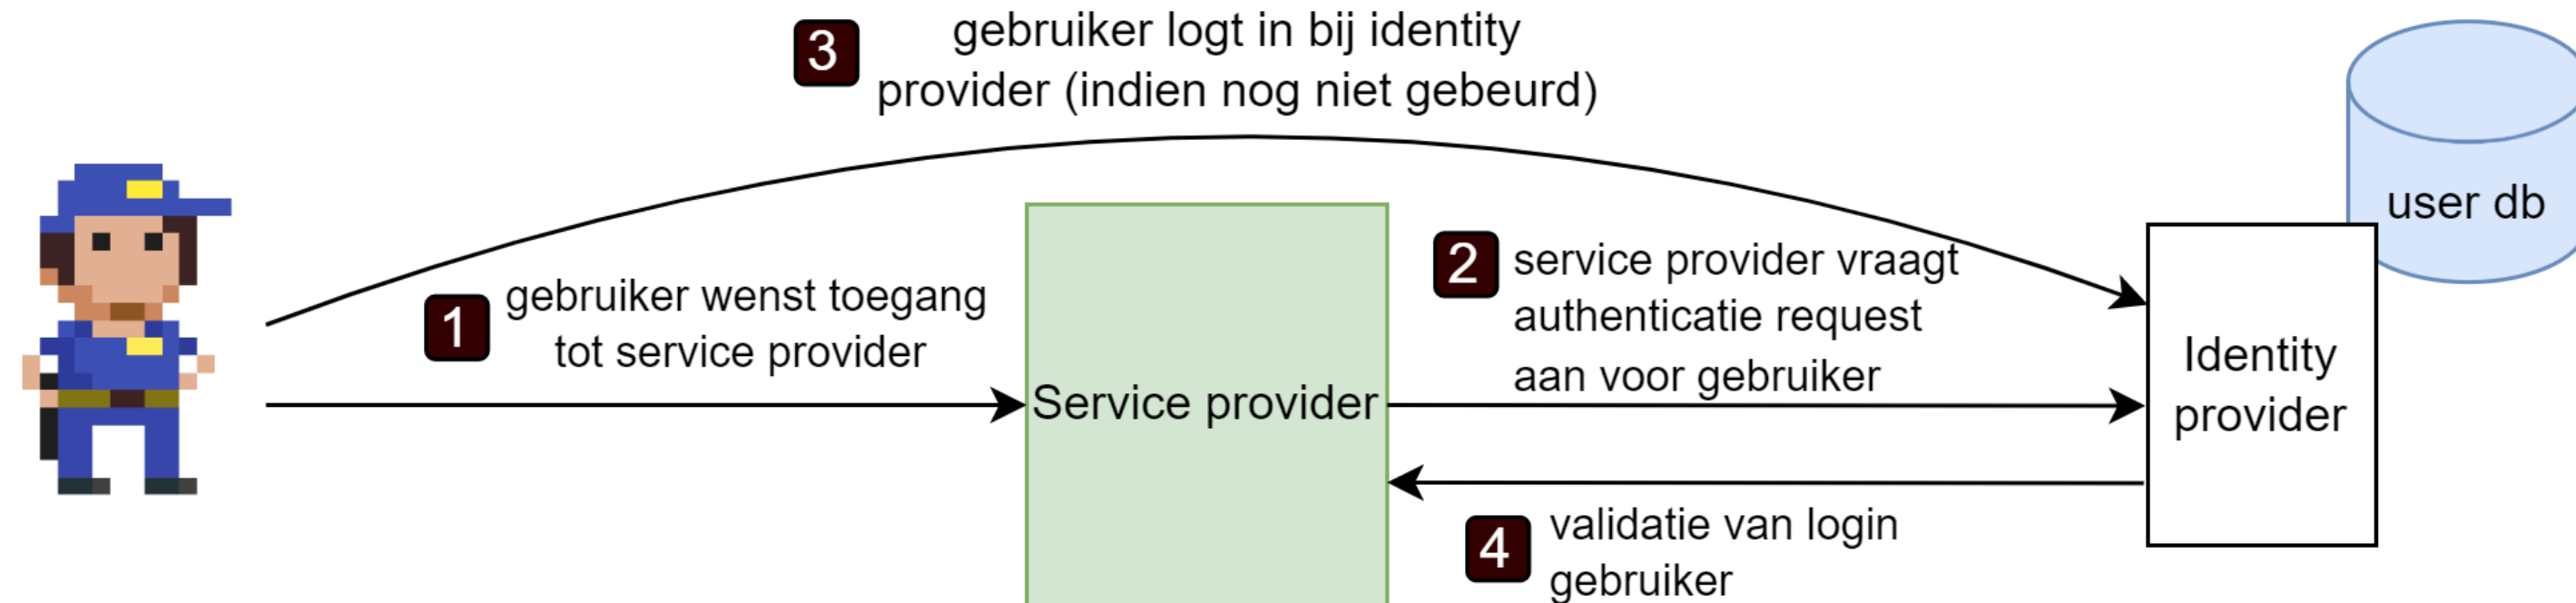 3
gebruiker logt in bij identity
provider (indien nog niet gebeurd)
user db
1
gebruiker wenst toegang
tot service provider
2
service provider vraagt
authenticatie request
aan voor gebruiker
Service provider
Identity
provider
4
validatie van login
gebruiker